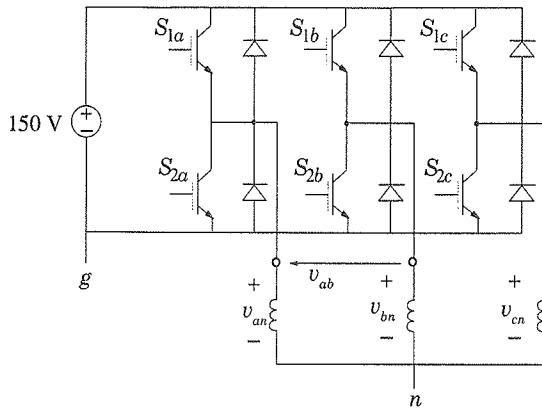 S1a
S1b
S1c
+
150 V
−
S2a
S2b
S2c
g
vab
+
+
+
van
vbn
vcn
−
−
−
n